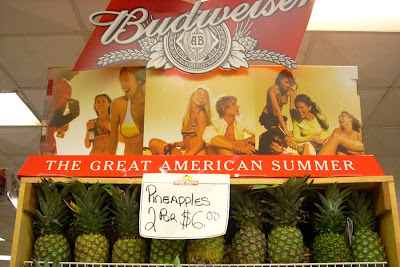 Budweiser
THE GREAT AMERICAN SUMMER
PINEAPPLES
2 FOR $6.00